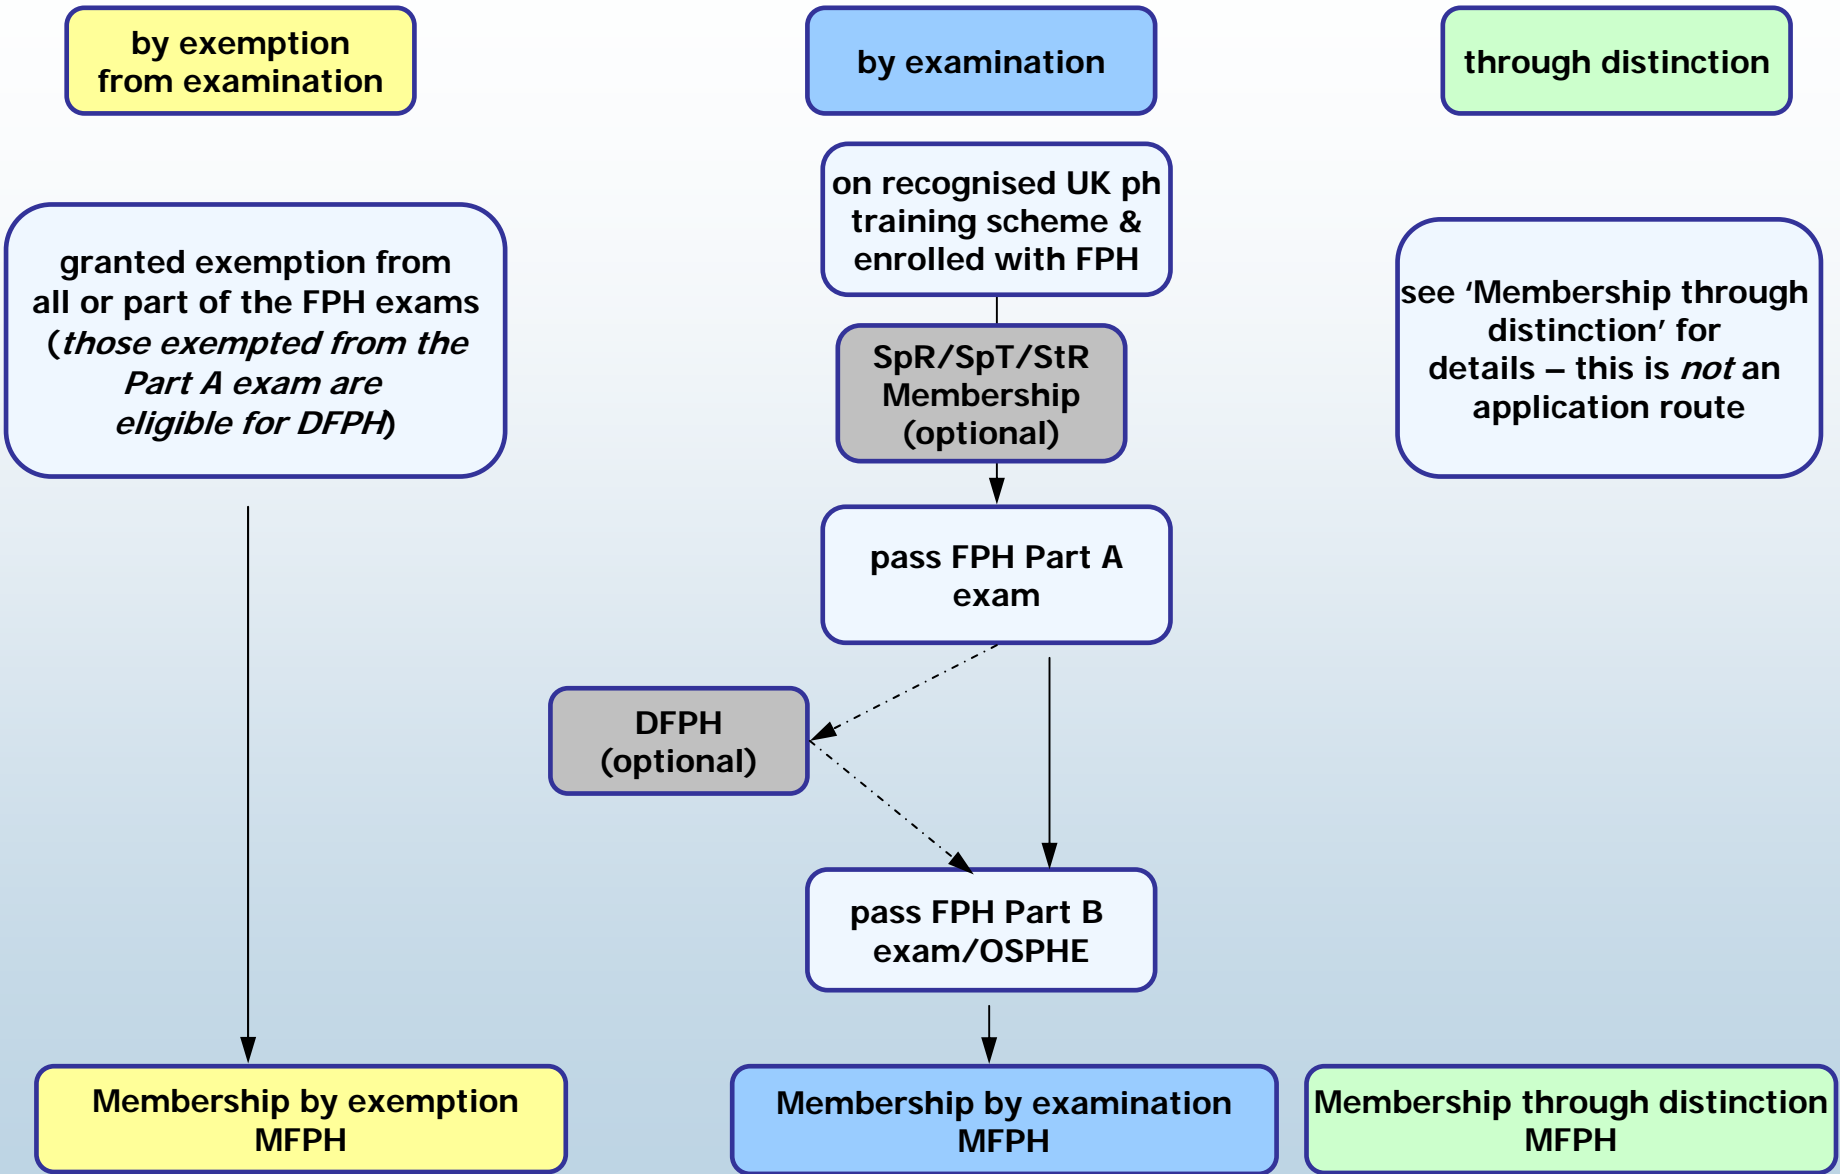 by exemption
from examination
by examination
through distinction
granted exemption from
all or part of the FPH exams
(those exempted from the
Part A exam are
eligible for DFPH)
on recognised UK ph
training scheme &
enrolled with FPH
SpR/SpT/StR
Membership
(optional)
see ‘Membership through
distinction’ for
details – this is not an
application route
pass FPH Part A
exam
DFPH
(optional)
pass FPH Part B
exam/OSPHE
Membership by exemption
MFPH
Membership by examination
MFPH
Membership through distinction
MFPH